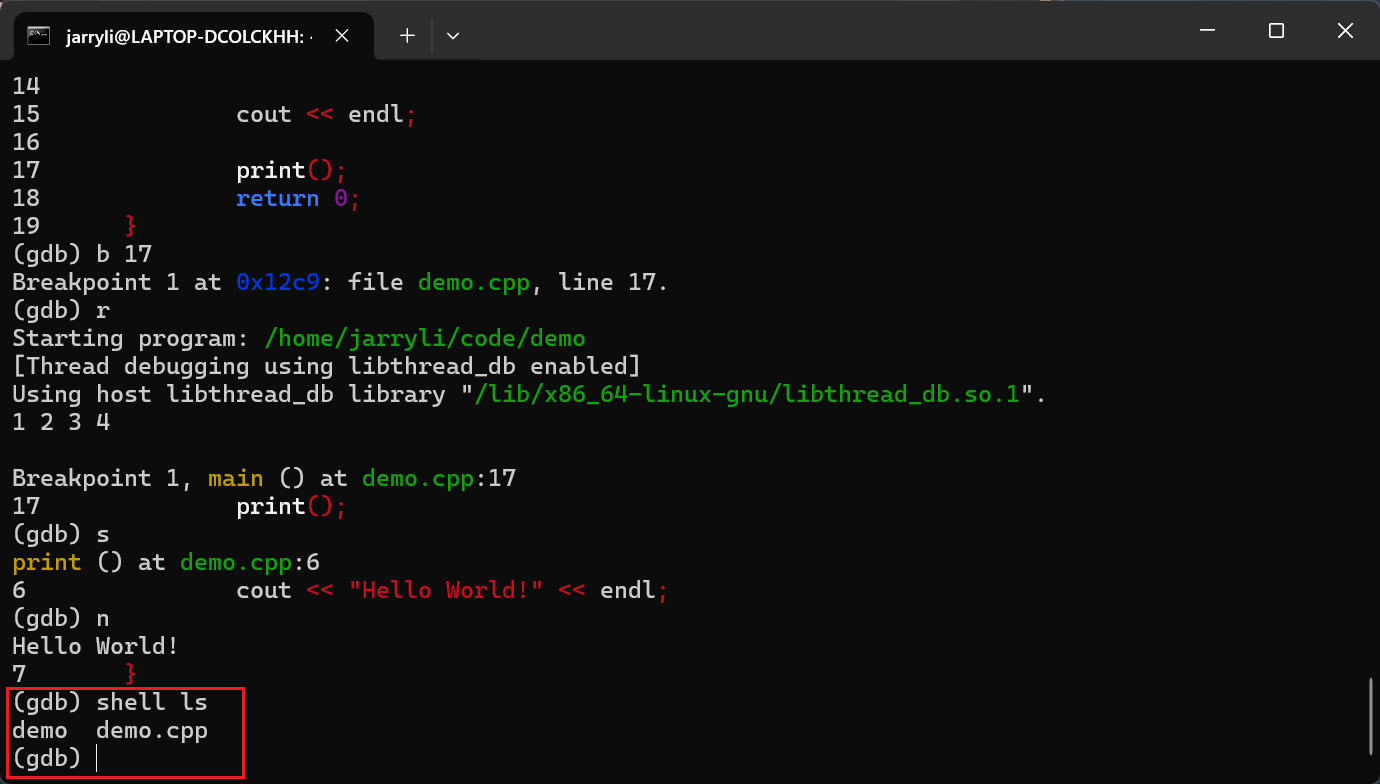 jarryli@LAPTOP-DCOLCKHH: -
14
15 cout << endl;
16
17 print();
18 return 0;
19 }
(gdb) b 17
Breakpoint 1 at 0x12c9: file demo.cpp, line 17.
(gdb) r
Starting program: /home/jarryli/code/demo
[Thread debugging using libthread_db enabled]
Using host libthread_db library "/lib/x86_64-linux-gnu/libthread_db.so.1".
1 2 3 4
Breakpoint 1, main () at demo.cpp:17
17 print();
(gdb) s
print () at demo.cpp:6
6 cout << "Hello World!" << endl;
(gdb) n
Hello World!
7 }
(gdb) shell ls
demo demo.cpp
(gdb)